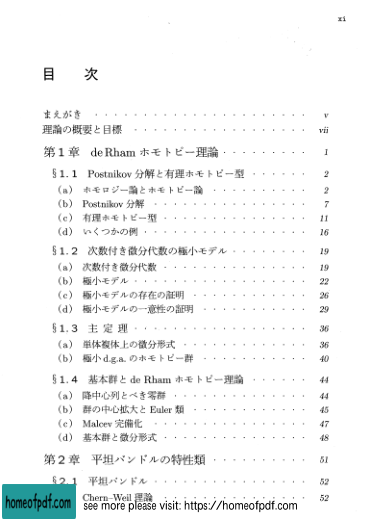 xi
目 次
まえがき ・・・・・・・・・・・・・・・・・・・・ v
理論の概要と目標 ・・・・・・・・・・・・・・・・・ vii
第1章 de Rham ホモトピー理論 ・・・・・・・・・ 1
§1.1 Postnikov 分解と有理ホモトピー型 ・・・・・・ 2
(a) ホモロジー論とホモトピー論 ・・・・・・・・・ 2
(b) Postnikov 分解 ・・・・・・・・・・・・・・ 7
(c) 有理ホモトピー型 ・・・・・・・・・・・・・ 11
(d) いくつかの例 ・・・・・・・・・・・・・・・ 16
§1.2 次数付き微分代数の極小モデル ・・・・・・・ 19
(a) 次数付き微分代数 ・・・・・・・・・・・・・ 19
(b) 極小モデル ・・・・・・・・・・・・・・・・ 22
(c) 極小モデルの存在の証明 ・・・・・・・・・・ 26
(d) 極小モデルの一意性の証明 ・・・・・・・・・ 29
§1.3 主定理 ・・・・・・・・・・・・・・・・・ 36
(a) 単体複体上の微分形式 ・・・・・・・・・・・ 36
(b) 極小 d.g.a. のホモトピー群 ・・・・・・・・・ 40
§1.4 基本群と de Rham ホモトピー理論 ・・・・・・ 44
(a) 降中心列とべき零群 ・・・・・・・・・・・・ 44
(b) 群の中心拡大と Euler 類 ・・・・・・・・・・ 45
(c) Malcev 完備化 ・・・・・・・・・・・・・・ 47
(d) 基本群と微分形式 ・・・・・・・・・・・・・ 48
第2章 平坦バンドルの特性類 ・・・・・・・・・・ 51
§2.1 平坦バンドル ・・・・・・・・・・・・・・ 52
Chern–Weil 理論 ・・・・・・・・・・・・・・ 52
homeofpdf.com see more please visit: https://homeofpdf.com